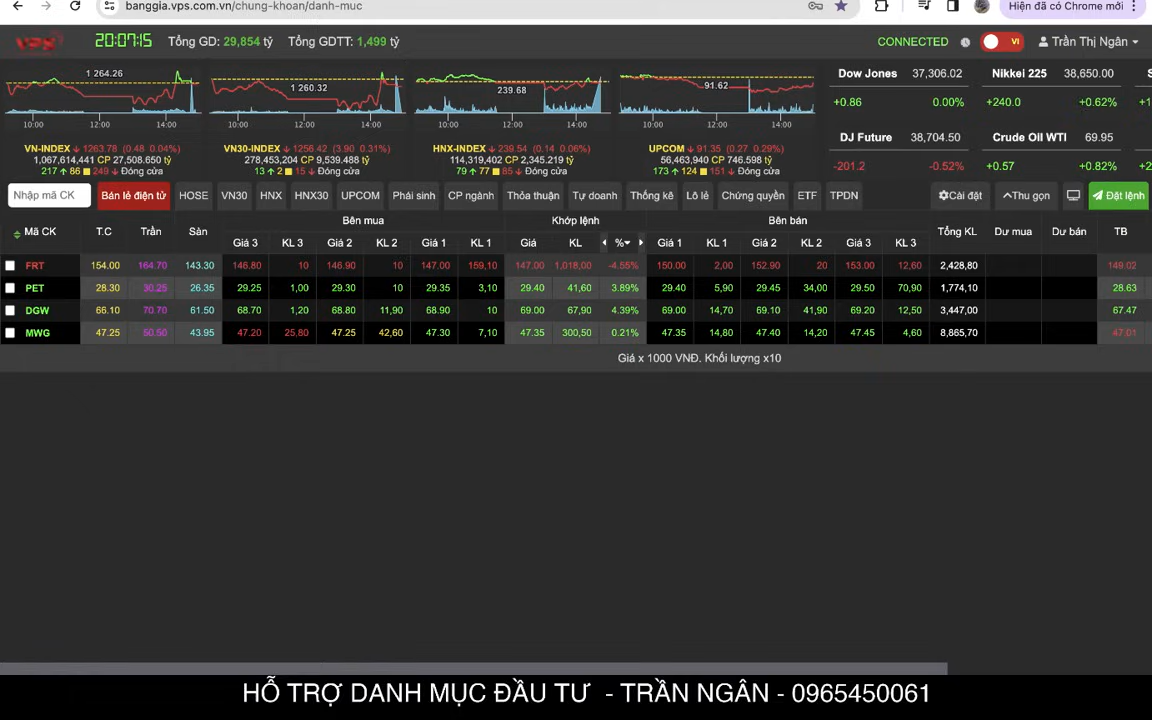 banggia.vps.com.vn/chung-khoan/danh-muc Hiện đã có Chrome mới
20:07:15 Tổng GD: 29,854 tỷ Tổng GDTT: 1,499 tỷ CONNECTED VI Trần Thị Ngân
1 264.26 1 260.32 239.68 91.62
10:00 12:00 14:00 10:00 12:00 14:00 10:00 12:00 14:00 10:00 12:00 14:00
Dow Jones 37,306.02 Nikkei 225 38,650.00 S
+0.86 0.00% +240.0 +0.62% +1
DJ Future 38,704.50 Crude Oil WTI 69.95
-201.2 -0.52% +0.57 +0.82% +2
VN-INDEX 1263.78 (0.48 0.04%) VN30-INDEX 1256.42 (3.90 0.31%) HNX-INDEX 239.54 (0.14 0.06%) UPCOM 91.35 (0.27 0.29%)
1,067,614,441 CP 27,508.650 tỷ 278,453,204 CP 9,539.488 tỷ 114,319,402 CP 2,345.219 tỷ 56,463,940 CP 746.598 tỷ
217 86 249 Đóng cửa 13 2 15 Đóng cửa 79 77 85 Đóng cửa 173 124 151 Đóng cửa
Nhập mã CK Bán lẻ điện tử HOSE VN30 HNX HNX30 UPCOM Phái sinh CP ngành Thỏa thuận Tự doanh Thống kê Lô lẻ Chứng quyền ETF TPDN Cài đặt Thu gọn Đặt lệnh
Mã CK T.C Trần Sàn Bên mua Khớp lệnh Bên bán Tổng KL Dư mua Dư bán TB
Giá 3 KL 3 Giá 2 KL 2 Giá 1 KL 1 Giá KL % Giá 1 KL 1 Giá 2 KL 2 Giá 3 KL 3
FRT 154.00 164.70 143.30 146.80 10 146.90 10 147.00 159,10 147.00 1,018,00 -4.55% 150.00 2,00 152.90 20 153.00 12,60 2,428,80 149.02
PET 28.30 30.25 26.35 29.25 1,00 29.30 10 29.35 3,10 29.40 41,60 3.89% 29.40 5,90 29.45 34,00 29.50 70,90 1,774,10 28.63
DGW 66.10 70.70 61.50 68.70 1,20 68.80 11,90 68.90 10 69.00 67,90 4.39% 69.00 14,70 69.10 41,90 69.20 12,50 3,447,00 67.47
MWG 47.25 50.50 43.95 47.20 25,80 47.25 42,60 47.30 7,10 47.35 300,50 0.21% 47.35 14,80 47.40 14,20 47.45 4,60 8,865,70 47.01
Giá x 1000 VNĐ. Khối lượng x10
HỖ TRỢ DANH MỤC ĐẦU TƯ - TRẦN NGÂN - 0965450061